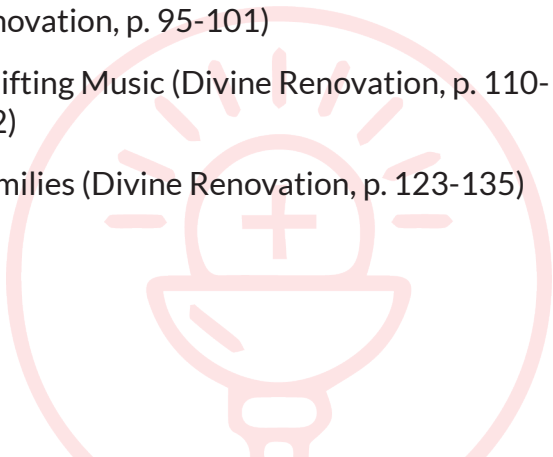 novation, p. 95-101)
ifting Music (Divine Renovation, p. 110-
2)
milies (Divine Renovation, p. 123-135)